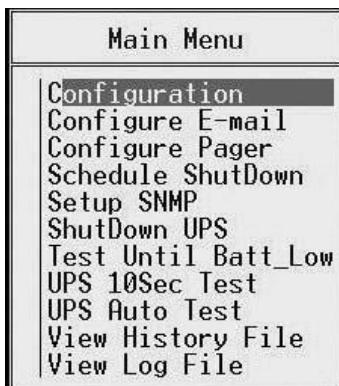 Main Menu
Configuration
Configure E-mail
Configure Pager
Schedule ShutDown
Setup SNMP
ShutDown UPS
Test Until Batt_Low
UPS 10Sec Test
UPS Auto Test
View History File
View Log File